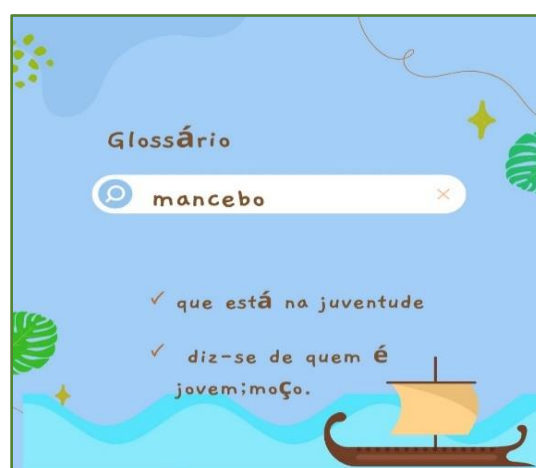 Glossário
mancebo
que está na juventude
diz-se de quem é
jovem;moço.